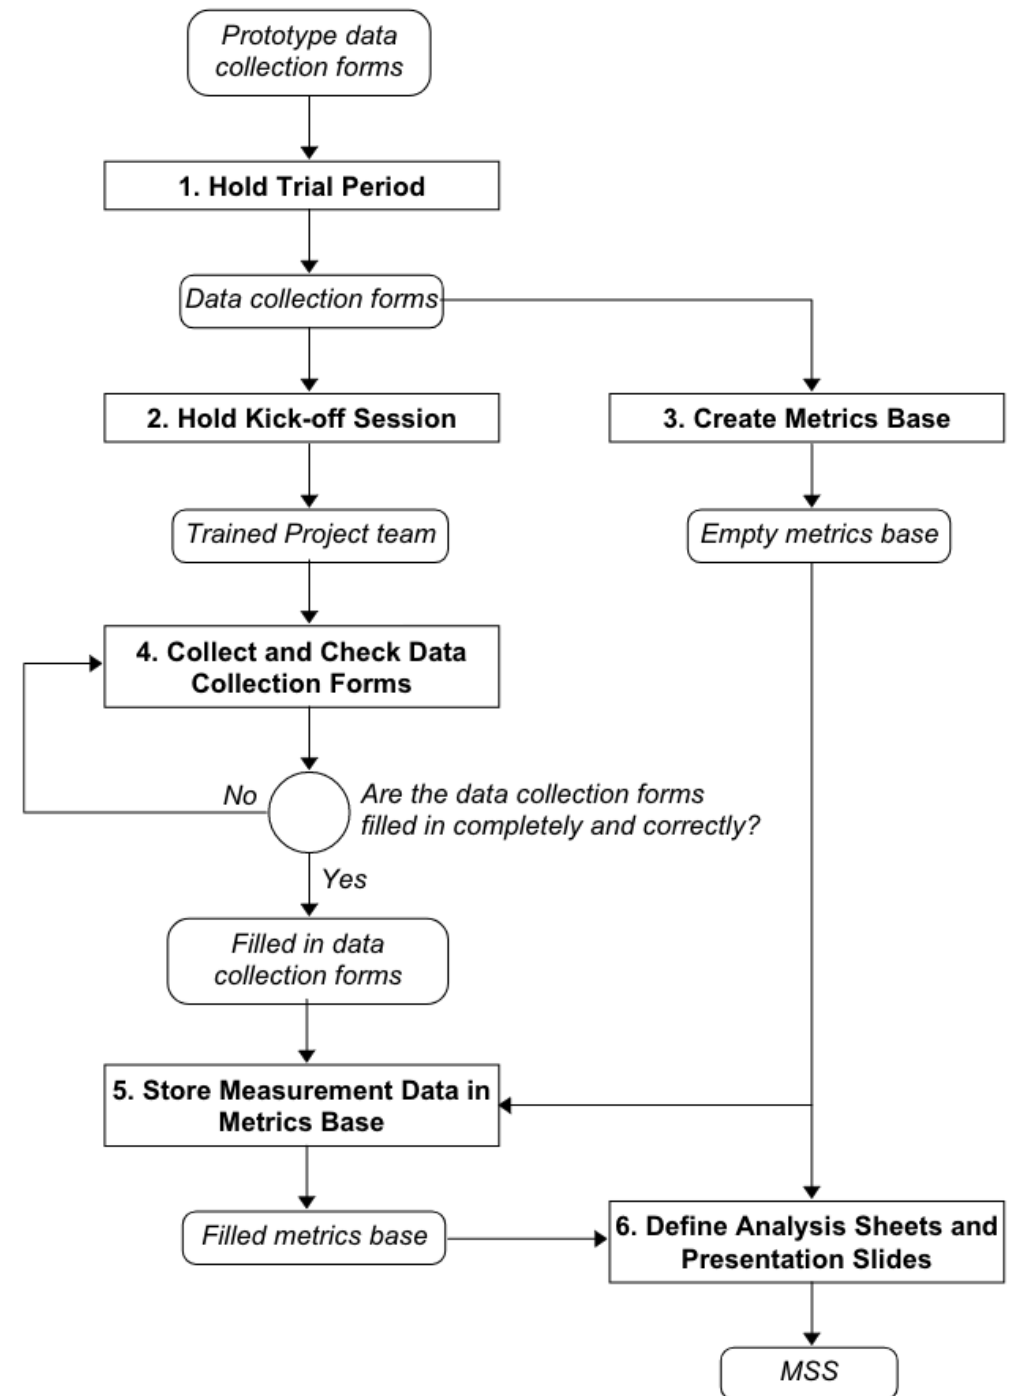 Prototype data
collection forms
1. Hold Trial Period
Data collection forms
2. Hold Kick-off Session
3. Create Metrics Base
Trained Project team
Empty metrics base
4. Collect and Check Data
Collection Forms
No
Are the data collection forms
filled in completely and correctly?
Yes
Filled in data
collection forms
5. Store Measurement Data in
Metrics Base
Filled metrics base
6. Define Analysis Sheets and
Presentation Slides
MSS